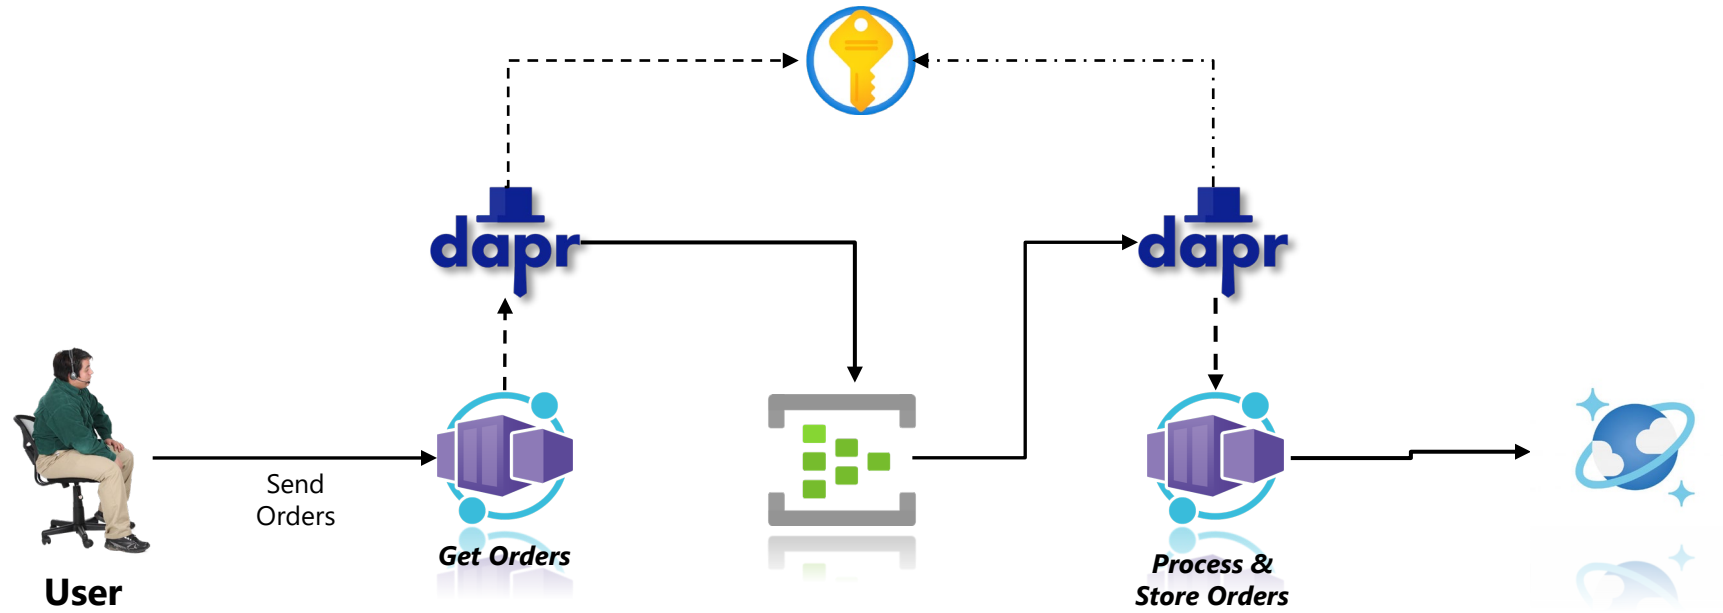 dapr
dapr
Send
Orders
Get Orders
Process &
Store Orders
User